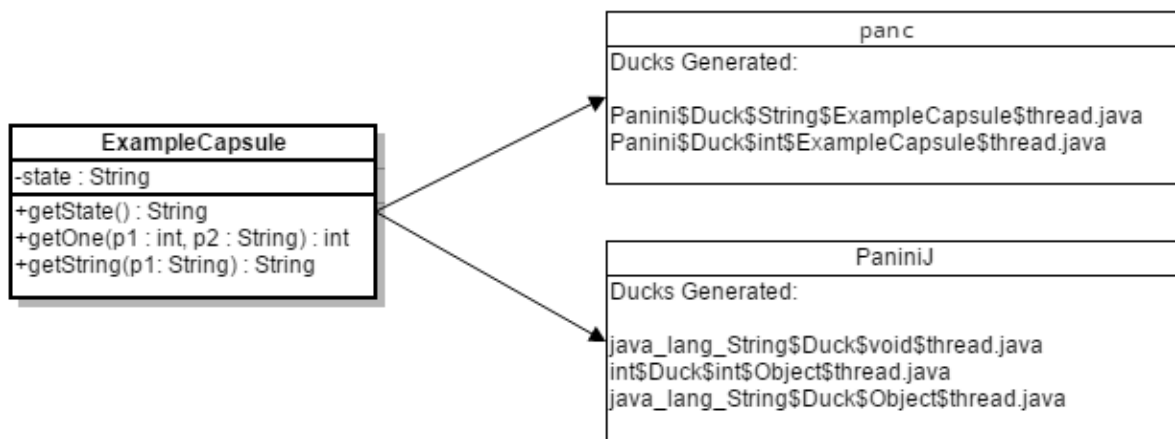 ExampleCapsule
-state : String
+getState() : String
+getOne(p1 : int, p2 : String) : int
+getString(p1: String) : String
panc
Ducks Generated:
Panini$Duck$String$ExampleCapsule$thread.java
Panini$Duck$int$ExampleCapsule$thread.java
PaniniJ
Ducks Generated:
java_lang_String$Duck$void$thread.java
int$Duck$int$Object$thread.java
java_lang_String$Duck$Object$thread.java